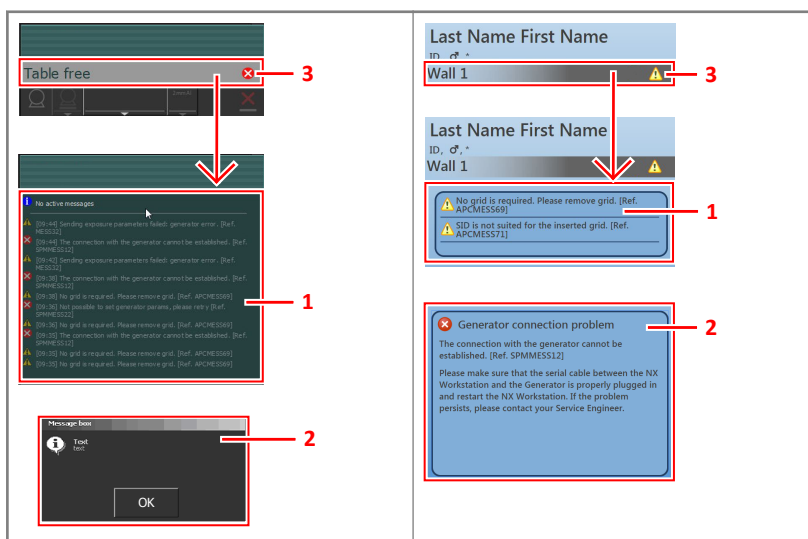 Table free
3
Zoom AI
No active messages
[09:44] Sending exposure parameters failed: generator error. [Ref.
MESS32]
[09:44] The connection with the generator cannot be established. [Ref.
SPMMESS12]
[09:42] Sending exposure parameters failed: generator error. [Ref.
MESS32]
[09:38] The connection with the generator cannot be established. [Ref.
SPMMESS12]
[09:38] No grid is required. Please remove grid. [Ref. APCMESS69]
[09:36] Not possible to set generator params, please retry [Ref.
SPMMESS22]
[09:36] No grid is required. Please remove grid. [Ref. APCMESS69]
[09:35] The connection with the generator cannot be established. [Ref.
SPMMESS12]
[09:35] No grid is required. Please remove grid. [Ref. APCMESS69]
[09:35] No grid is required. Please remove grid. [Ref. APCMESS69]
1
Message box
Text
text
OK
2
Last Name First Name
ID, ♂, *
Wall 1
3
Last Name First Name
ID, ♂, *
Wall 1
No grid is required. Please remove grid. [Ref.
APCMESS69]
SID is not suited for the inserted grid. [Ref.
APCMESS71]
1
Generator connection problem
The connection with the generator cannot be
established. [Ref. SPMMESS12]
Please make sure that the serial cable between the NX
Workstation and the Generator is properly plugged in
and restart the NX Workstation. If the problem
persists, please contact your Service Engineer.
2